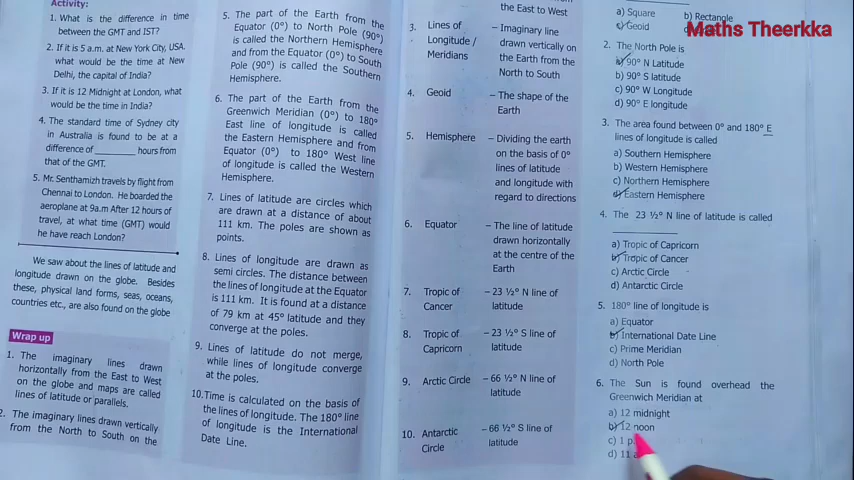 Activity:
1. What is the difference in time
between the GMT and IST?
2. If it is 5 a.m. at New York City, USA.
what would be the time at New
Delhi, the capital of India?
3. If it is 12 Midnight at London, what
would be the time in India?
4. The standard time of Sydney city
in Australia is found to be at a
difference of ________ hours from
that of the GMT.
5. Mr. Senthamizh travels by flight from
Chennai to London. He boarded the
aeroplane at 9a.m After 12 hours of
travel, at what time (GMT) would
he have reach London?
We saw about the lines of latitude and
longitude drawn on the globe. Besides
these, physical land forms, seas, oceans,
countries etc., are also found on the globe
Wrap up
1. The imaginary lines drawn
horizontally from the East to West
on the globe and maps are called
lines of latitude or parallels.
2. The imaginary lines drawn vertically
from the North to South on the
5. The part of the Earth from the
Equator (0°) to North Pole (90°)
is called the Northern Hemisphere
and from the Equator (0°) to South
Pole (90°) is called the Southern
Hemisphere.
6. The part of the Earth from the
Greenwich Meridian (0°) to 180°
East line of longitude is called
the Eastern Hemisphere and from
Equator (0°) to 180° West line
of longitude is called the Western
Hemisphere.
7. Lines of latitude are circles which
are drawn at a distance of about
111 km. The poles are shown as
points.
8. Lines of longitude are drawn as
semi circles. The distance between
the lines of longitude at the Equator
is 111 km. It is found at a distance
of 79 km at 45° latitude and they
converge at the poles.
9. Lines of latitude do not merge,
while lines of longitude converge
at the poles.
10. Time is calculated on the basis of
the lines of longitude. The 180° line
of longitude is the International
Date Line.
the East to West
3. Lines of Longitude / Meridians – Imaginary line
drawn vertically on
the Earth from the
North to South
4. Geoid – The shape of the
Earth
5. Hemisphere – Dividing the earth
on the basis of 0°
lines of latitude
and longitude with
regard to directions
6. Equator – The line of latitude
drawn horizontally
at the centre of the
Earth
7. Tropic of Cancer – 23 ½° N line of
latitude
8. Tropic of Capricorn – 23 ½° S line of
latitude
9. Arctic Circle – 66 ½° N line of
latitude
10. Antarctic Circle – 66 ½° S line of
latitude
a) Square b) Rectangle
c) Geoid
Maths Theerkka
2. The North Pole is
a) 90° N Latitude
b) 90° S latitude
c) 90° W Longitude
d) 90° E longitude
3. The area found between 0° and 180° E
lines of longitude is called
a) Southern Hemisphere
b) Western Hemisphere
c) Northern Hemisphere
d) Eastern Hemisphere
4. The 23 ½° N line of latitude is called
________
a) Tropic of Capricorn
b) Tropic of Cancer
c) Arctic Circle
d) Antarctic Circle
5. 180° line of longitude is
a) Equator
b) International Date Line
c) Prime Meridian
d) North Pole
6. The Sun is found overhead the
Greenwich Meridian at
a) 12 midnight
b) 12 noon
c) 1 p.
d) 11 a